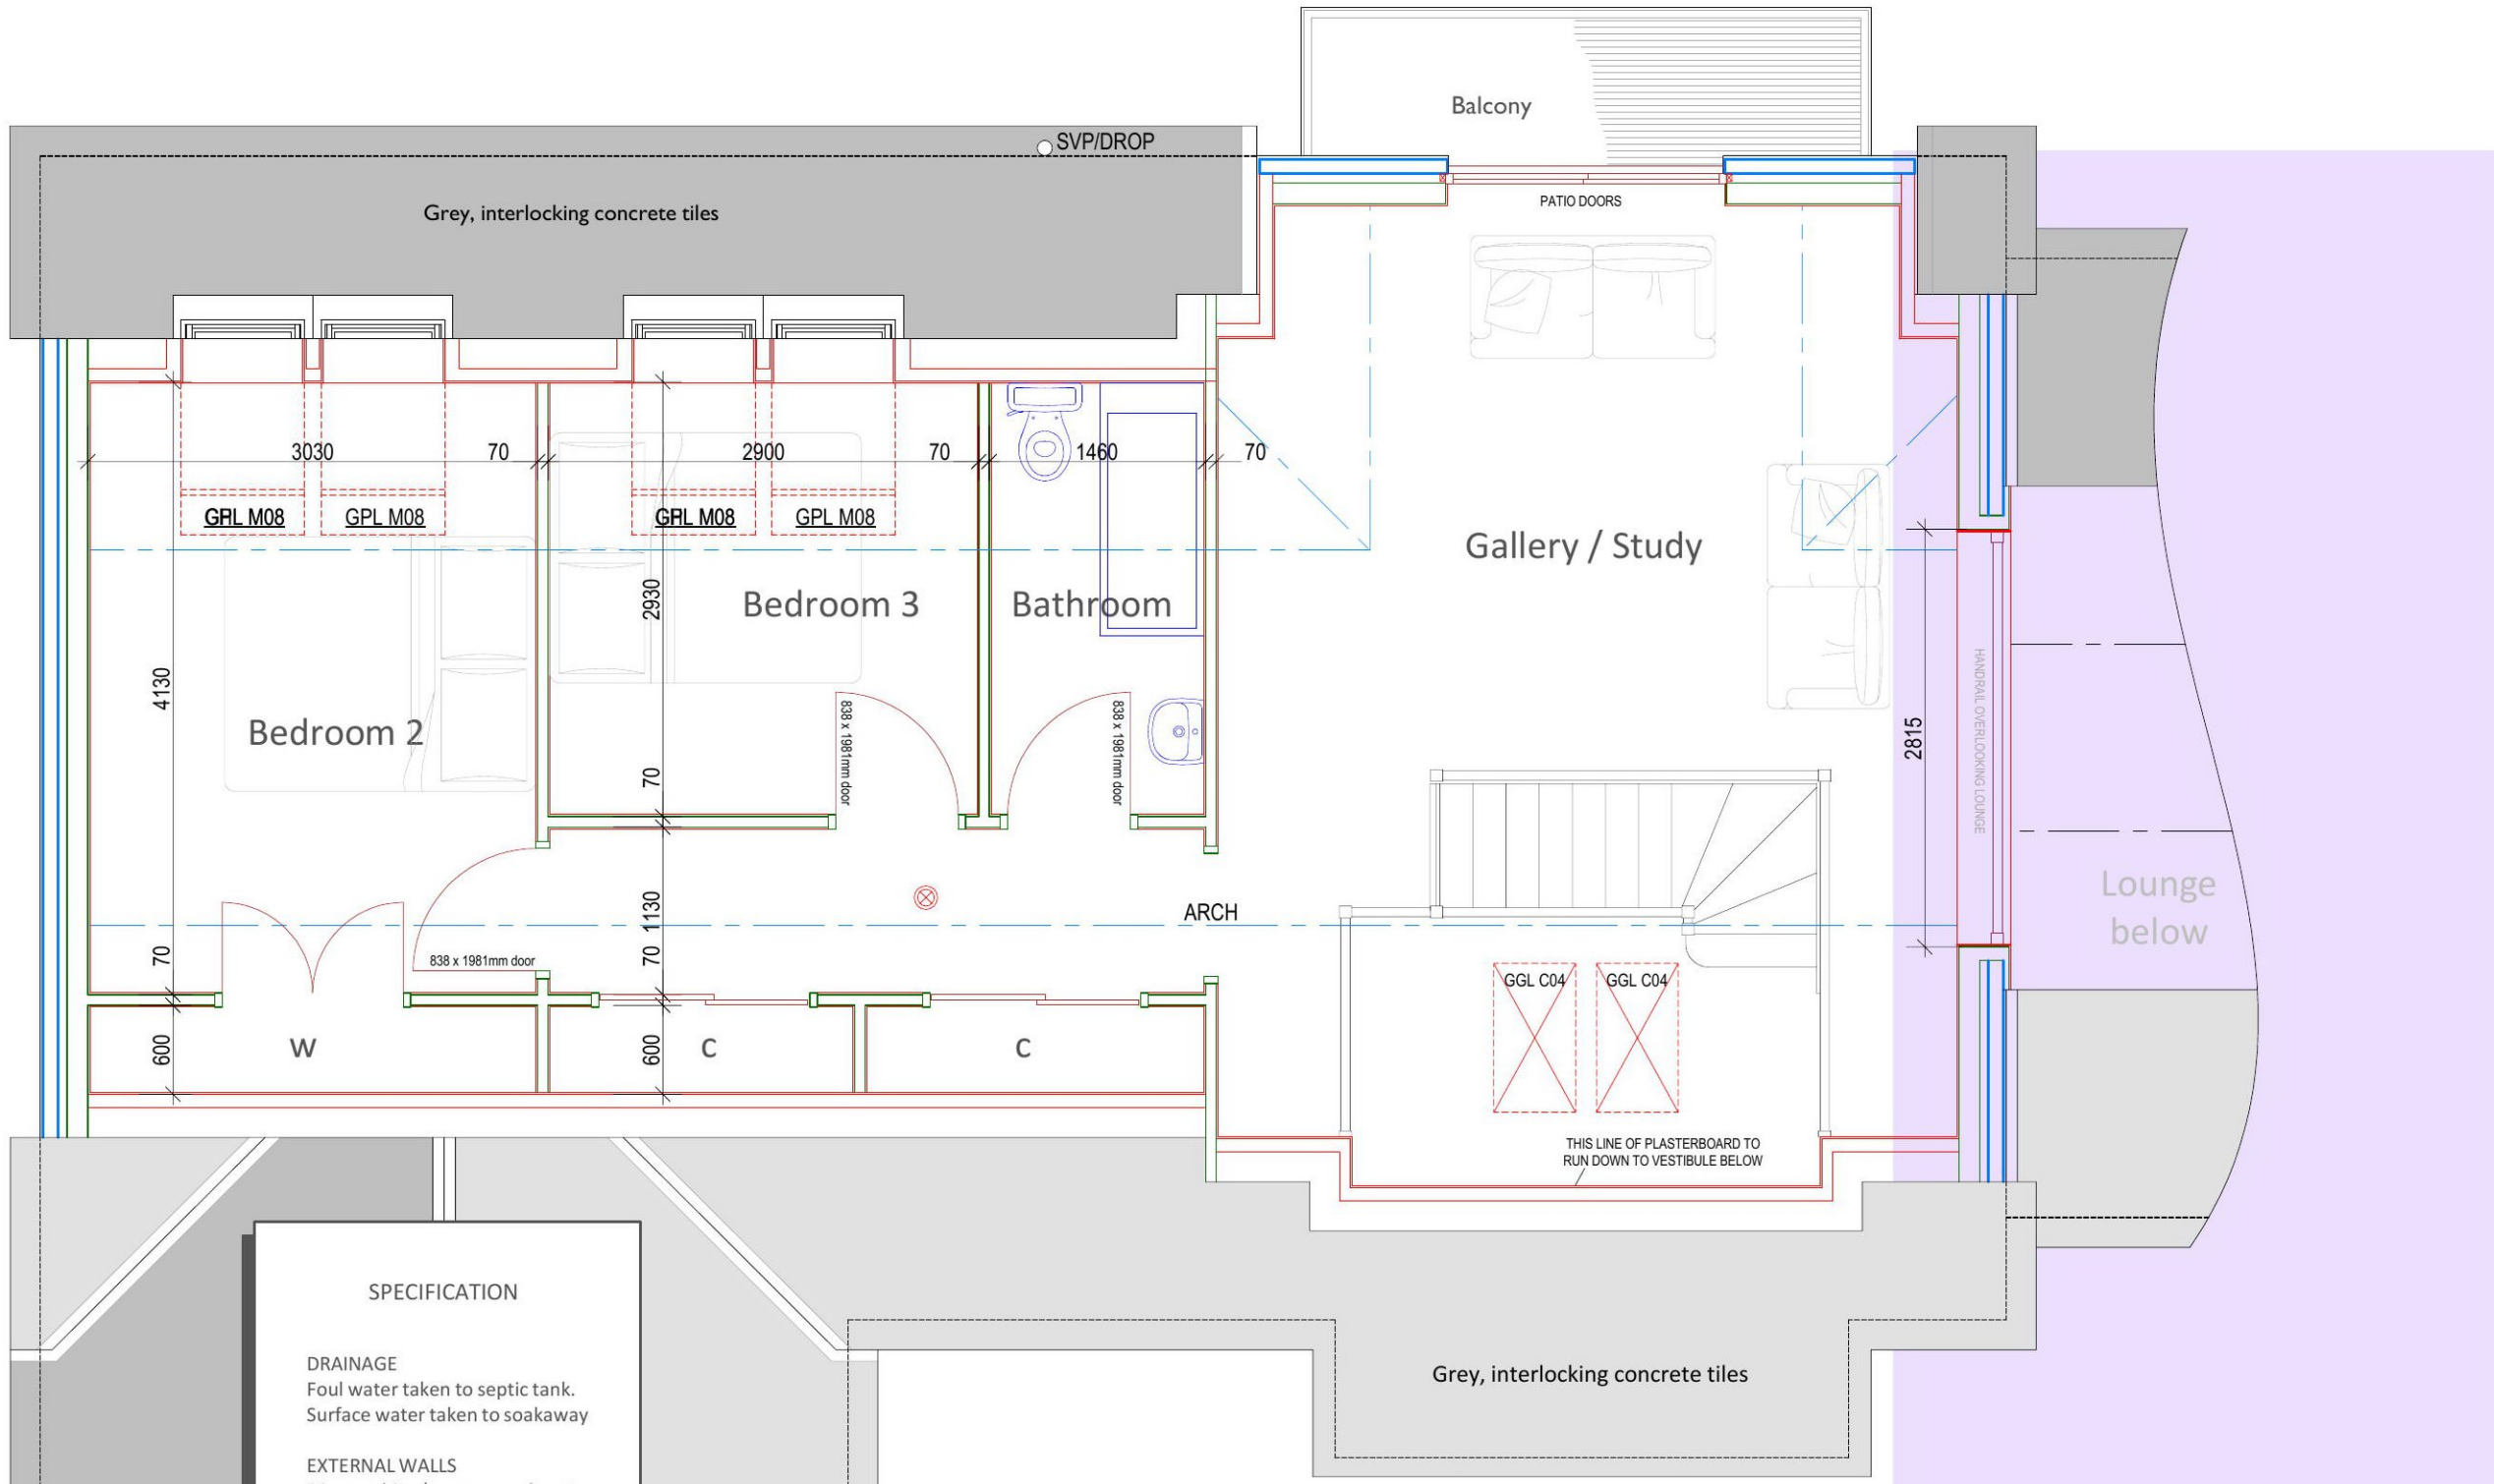 Balcony
SVP/DROP
Grey, interlocking concrete tiles
PATIO DOORS
3030
70
2900
70
1460
70
GPL M08
GPL M08
Gallery / Study
2930
Bedroom 3
Bathroom
4130
Bedroom 2
838 x 1981mm door
838 x 1981mm door
HANDRAIL OVERLOOKING LOUNGE
2815
70
Lounge
below
1130
ARCH
70
70
838 x 1981mm door
GGL C04
GGL C04
600
W
600
C
C
THIS LINE OF PLASTERBOARD TO
RUN DOWN TO VESTIBULE BELOW
SPECIFICATION
DRAINAGE
Foul water taken to septic tank.
Surface water taken to soakaway
EXTERNAL WALLS
Grey, interlocking concrete tiles